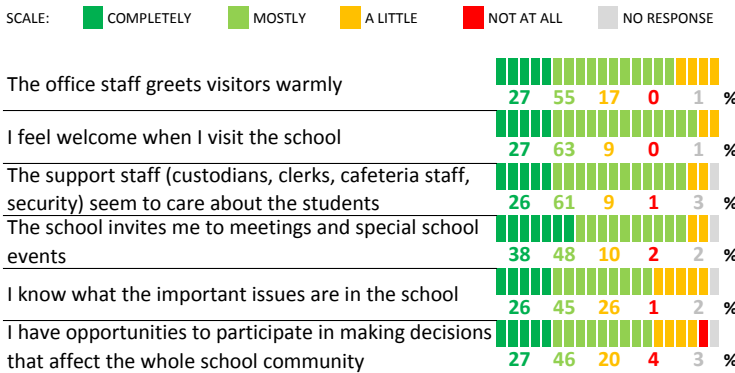 SCALE: COMPLETELY MOSTLY A LITTLE NOT AT ALL NO RESPONSE
The office staff greets visitors warmly
27 55 17 0 1 %
I feel welcome when I visit the school
27 63 9 0 1 %
The support staff (custodians, clerks, cafeteria staff,
security) seem to care about the students
26 61 9 1 3 %
The school invites me to meetings and special school
events
38 48 10 2 2 %
I know what the important issues are in the school
26 45 26 1 2 %
I have opportunities to participate in making decisions
that affect the whole school community
27 46 20 4 3 %